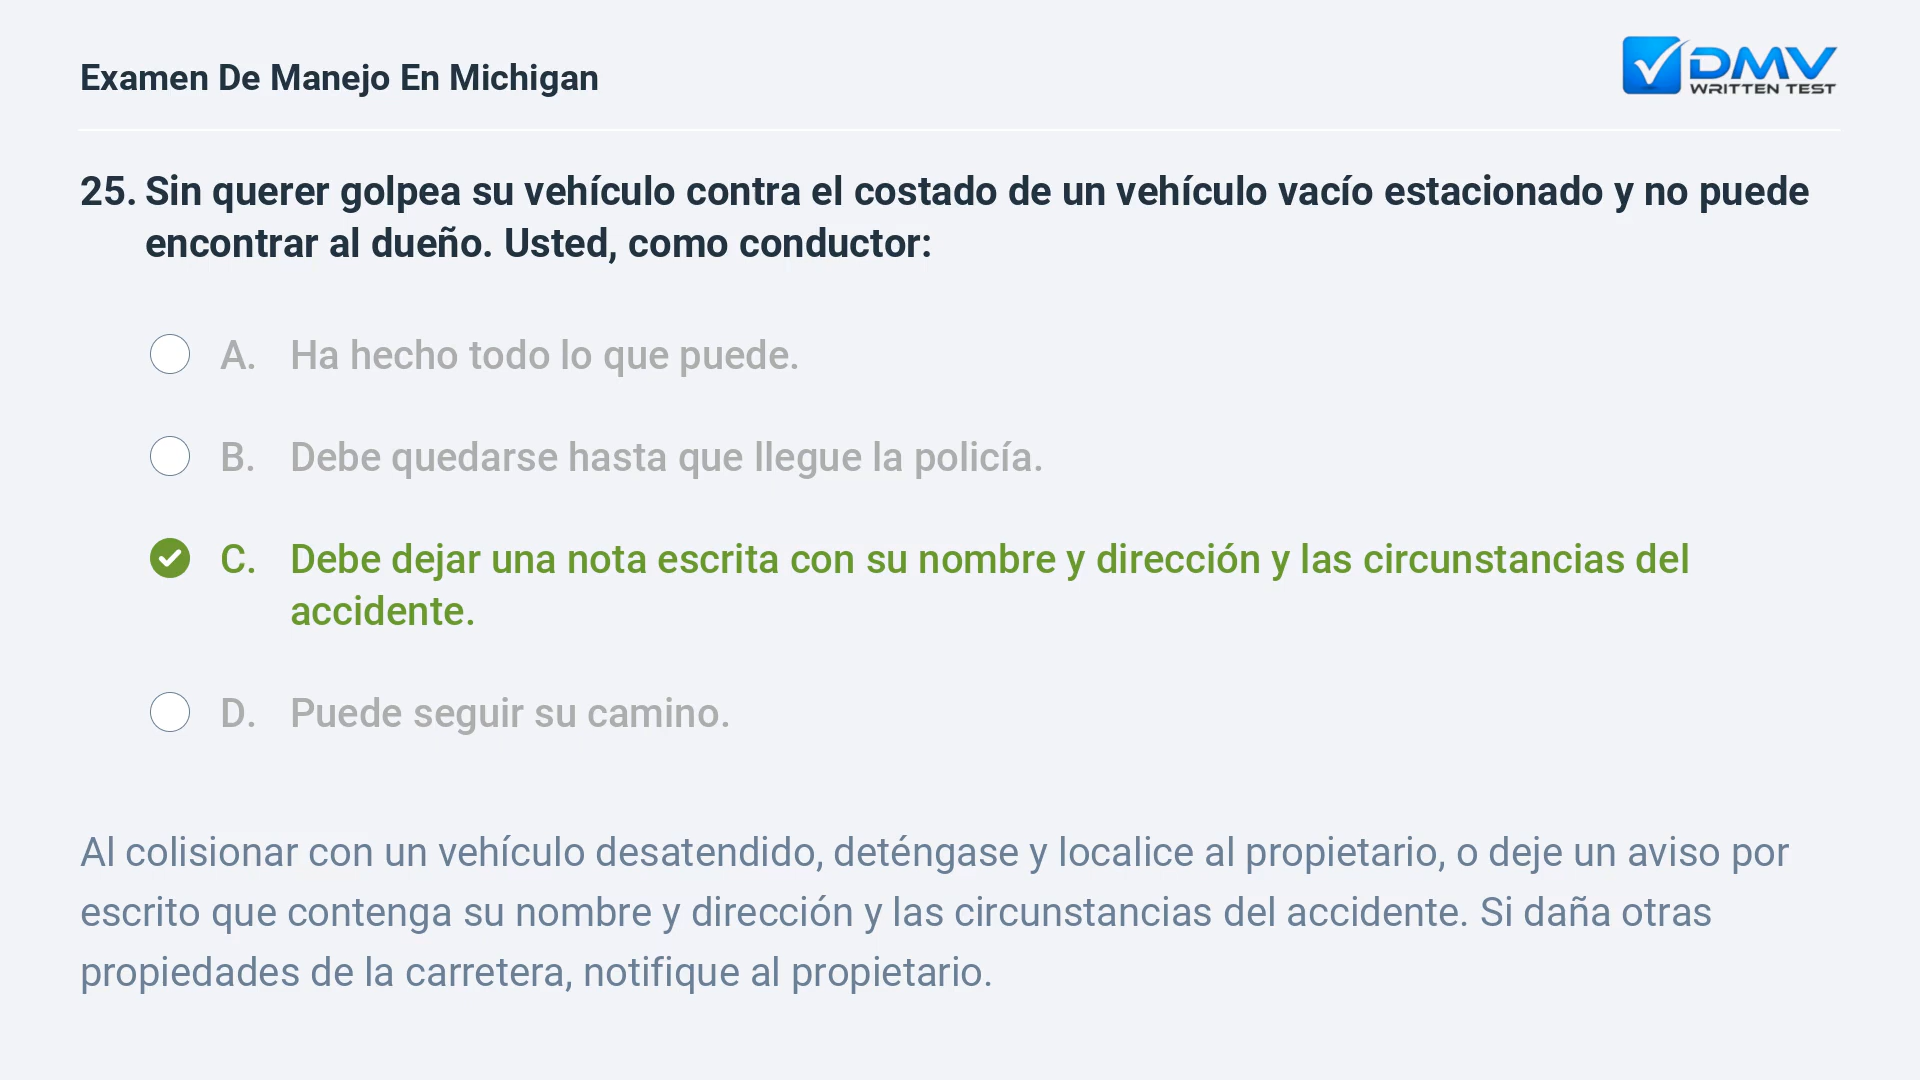 Examen De Manejo En Michigan
DMV
WRITTEN TEST
25. Sin querer golpea su vehículo contra el costado de un vehículo vacío estacionado y no puede
encontrar al dueño. Usted, como conductor:
A. Ha hecho todo lo que puede.
B. Debe quedarse hasta que llegue la policía.
C. Debe dejar una nota escrita con su nombre y dirección y las circunstancias del
accidente.
D. Puede seguir su camino.
Al colisionar con un vehículo desatendido, deténgase y localice al propietario, o deje un aviso por
escrito que contenga su nombre y dirección y las circunstancias del accidente. Si daña otras
propiedades de la carretera, notifique al propietario.